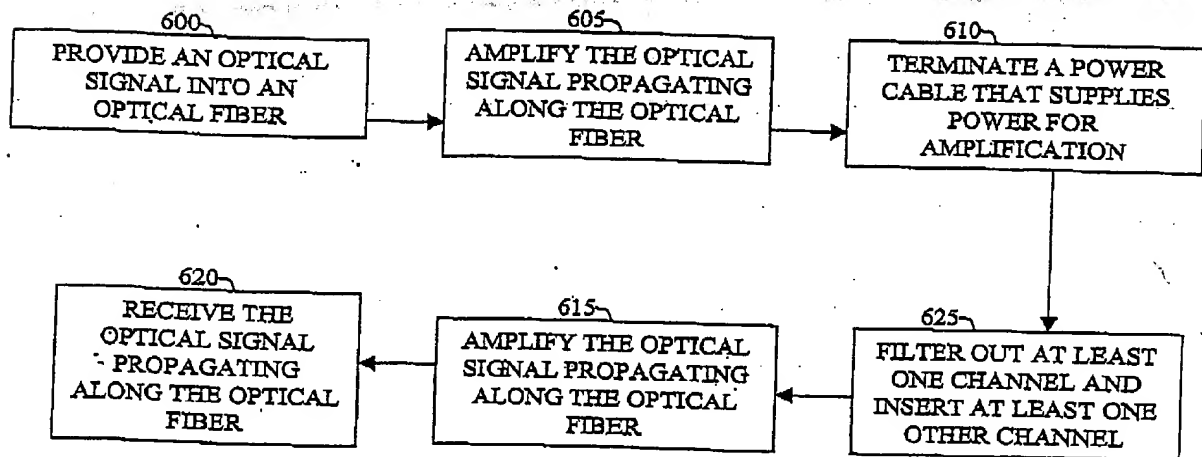 600
PROVIDE AN OPTICAL
SIGNAL INTO AN
OPTICAL FIBER
605
AMPLIFY THE OPTICAL
SIGNAL PROPAGATING
ALONG THE OPTICAL
FIBER
610
TERMINATE A POWER
CABLE THAT SUPPLIES
POWER FOR
AMPLIFICATION
620
RECEIVE THE
OPTICAL SIGNAL
PROPAGATING
ALONG THE OPTICAL
FIBER
615
AMPLIFY THE OPTICAL
SIGNAL PROPAGATING
ALONG THE OPTICAL
FIBER
625
FILTER OUT AT LEAST
ONE CHANNEL AND
INSERT AT LEAST ONE
OTHER CHANNEL